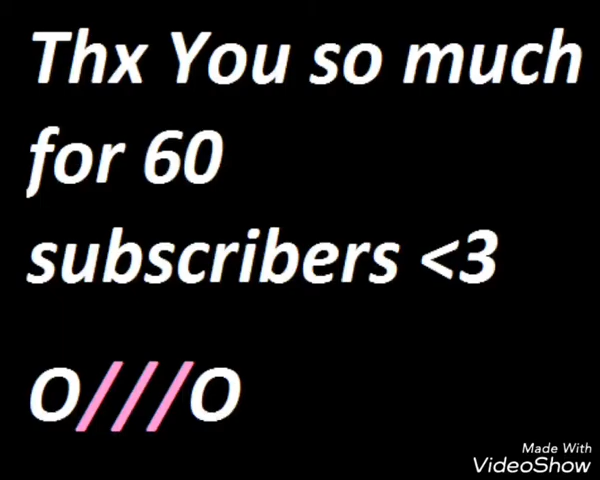 Thx You so much
for 60
subscribers <3
O///O
Made With
VideoShow